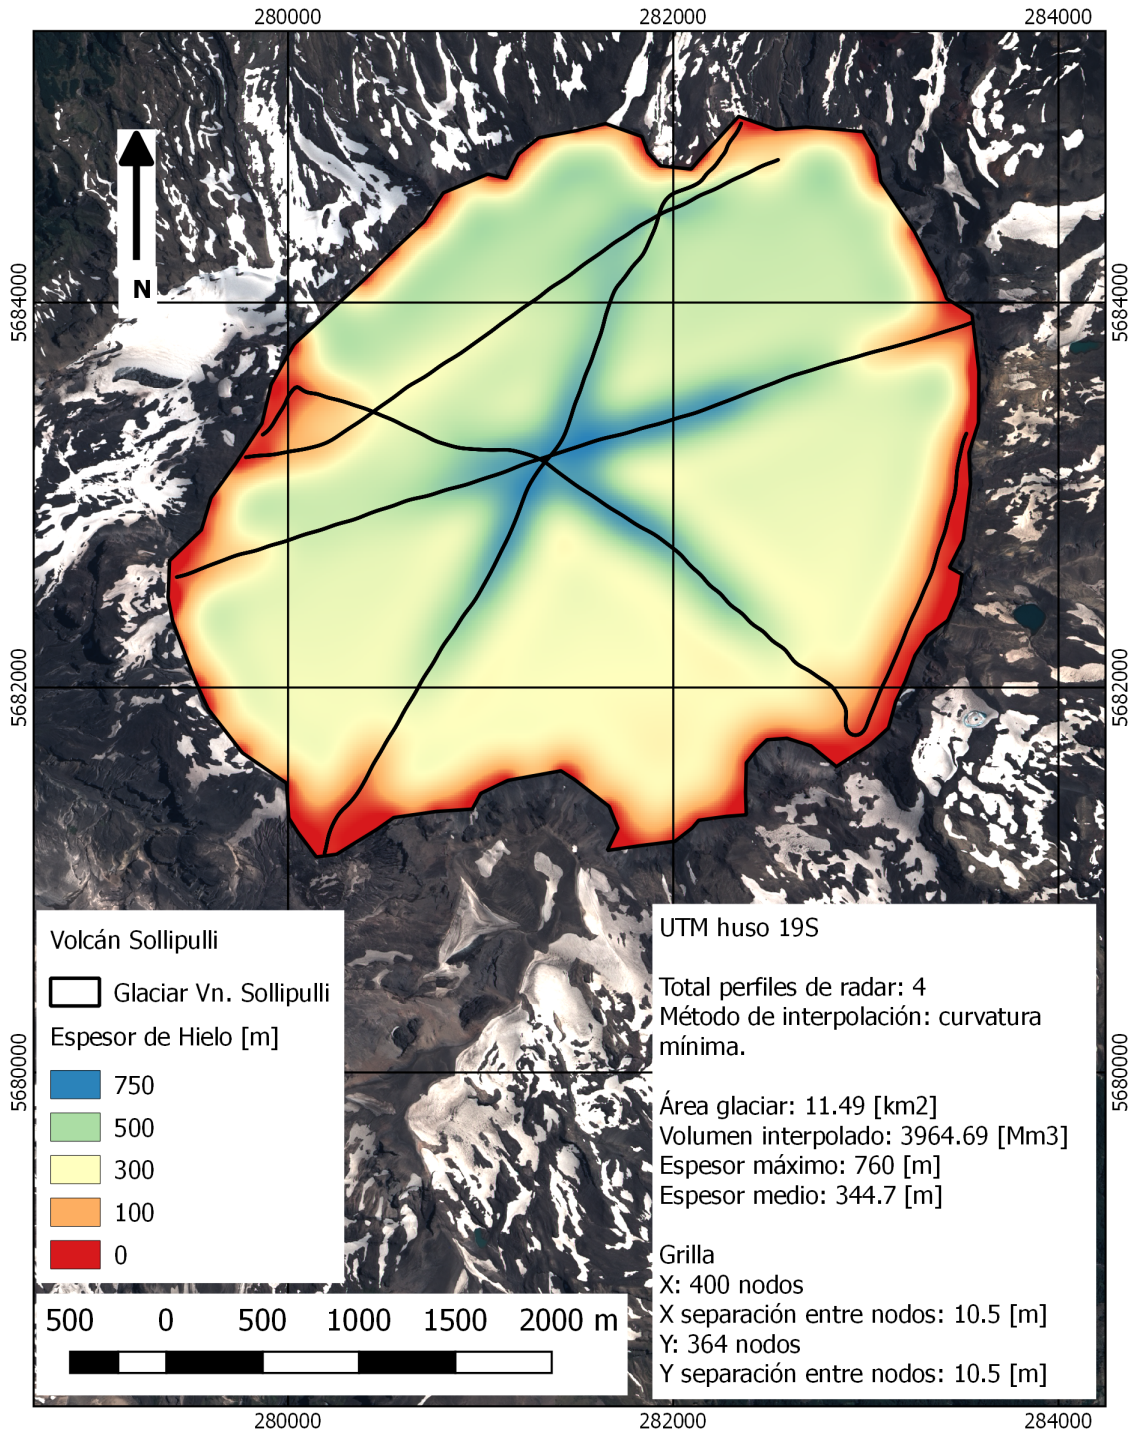 280000
282000
284000
5684000
5684000
N
5682000
5682000
Volcán Sollipulli
Glaciar Vn. Sollipulli
Espesor de Hielo [m]
750
500
300
100
0
UTM huso 19S
Total perfiles de radar: 4
Método de interpolación: curvatura
mínima.
Área glaciar: 11.49 [km2]
Volumen interpolado: 3964.69 [Mm3]
Espesor máximo: 760 [m]
Espesor medio: 344.7 [m]
Grilla
X: 400 nodos
X separación entre nodos: 10.5 [m]
Y: 364 nodos
Y separación entre nodos: 10.5 [m]
5680000
5680000
500 0 500 1000 1500 2000 m
280000
282000
284000